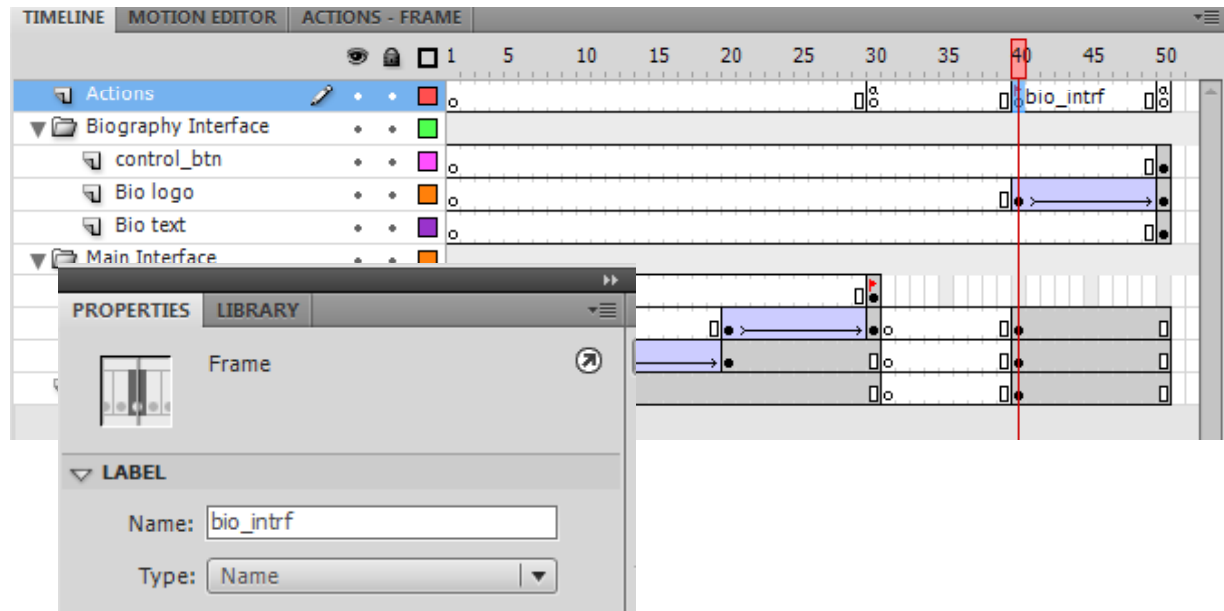 TIMELINE MOTION EDITOR ACTIONS - FRAME
1 5 10 15 20 25 30 35 40 45 50
Actions bio_intrf
Biography Interface
control_btn
Bio logo
Bio text
Main Interface
PROPERTIES LIBRARY
Frame
LABEL
Name: bio_intrf
Type: Name